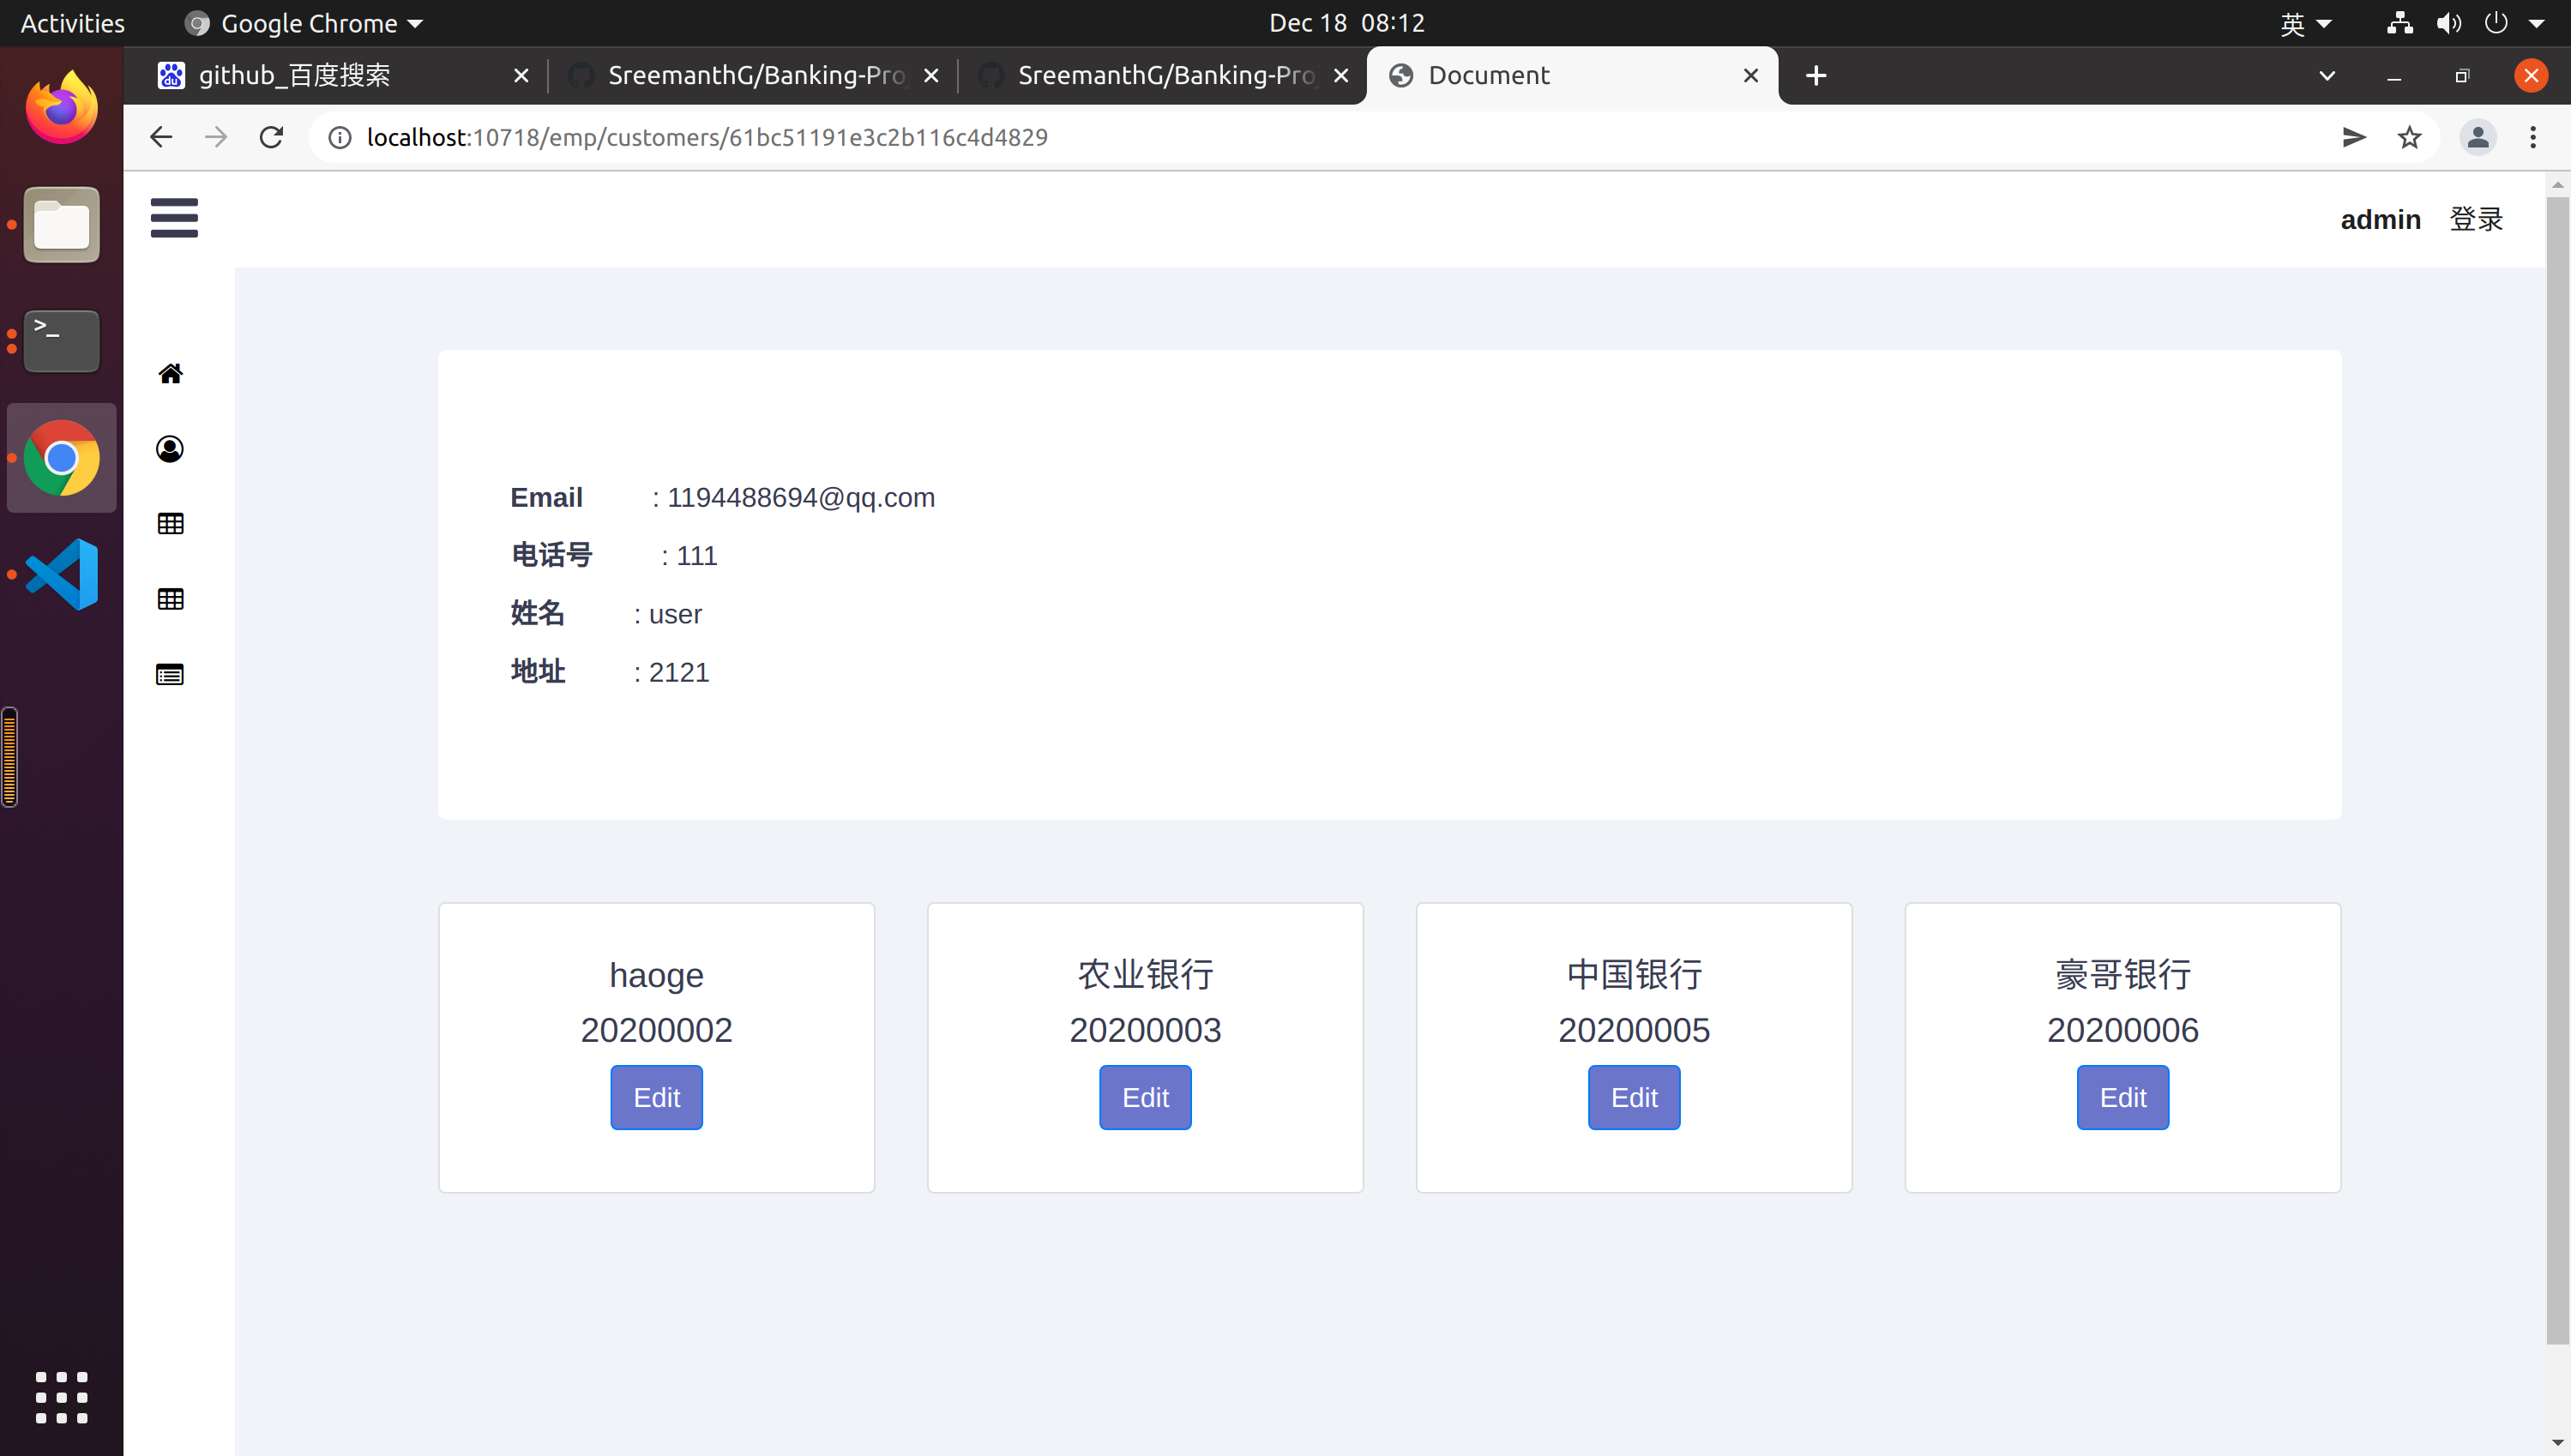 Activities
Google Chrome
Dec 18 08:12
英
github_百度搜索
SreemanthG/Banking-Pro
SreemanthG/Banking-Pro
Document
localhost:10718/emp/customers/61bc51191e3c2b116c4d4829
admin 登录
Email : 1194488694@qq.com
电话号 : 111
姓名 : user
地址 : 2121
haoge
20200002
Edit
农业银行
20200003
Edit
中国银行
20200005
Edit
豪哥银行
20200006
Edit